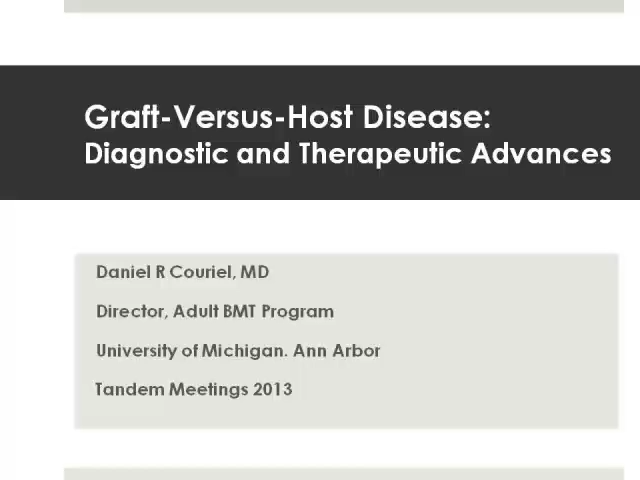 Graft-Versus-Host Disease:
Diagnostic and Therapeutic Advances
Daniel R Couriel, MD
Director, Adult BMT Program
University of Michigan. Ann Arbor
Tandem Meetings 2013